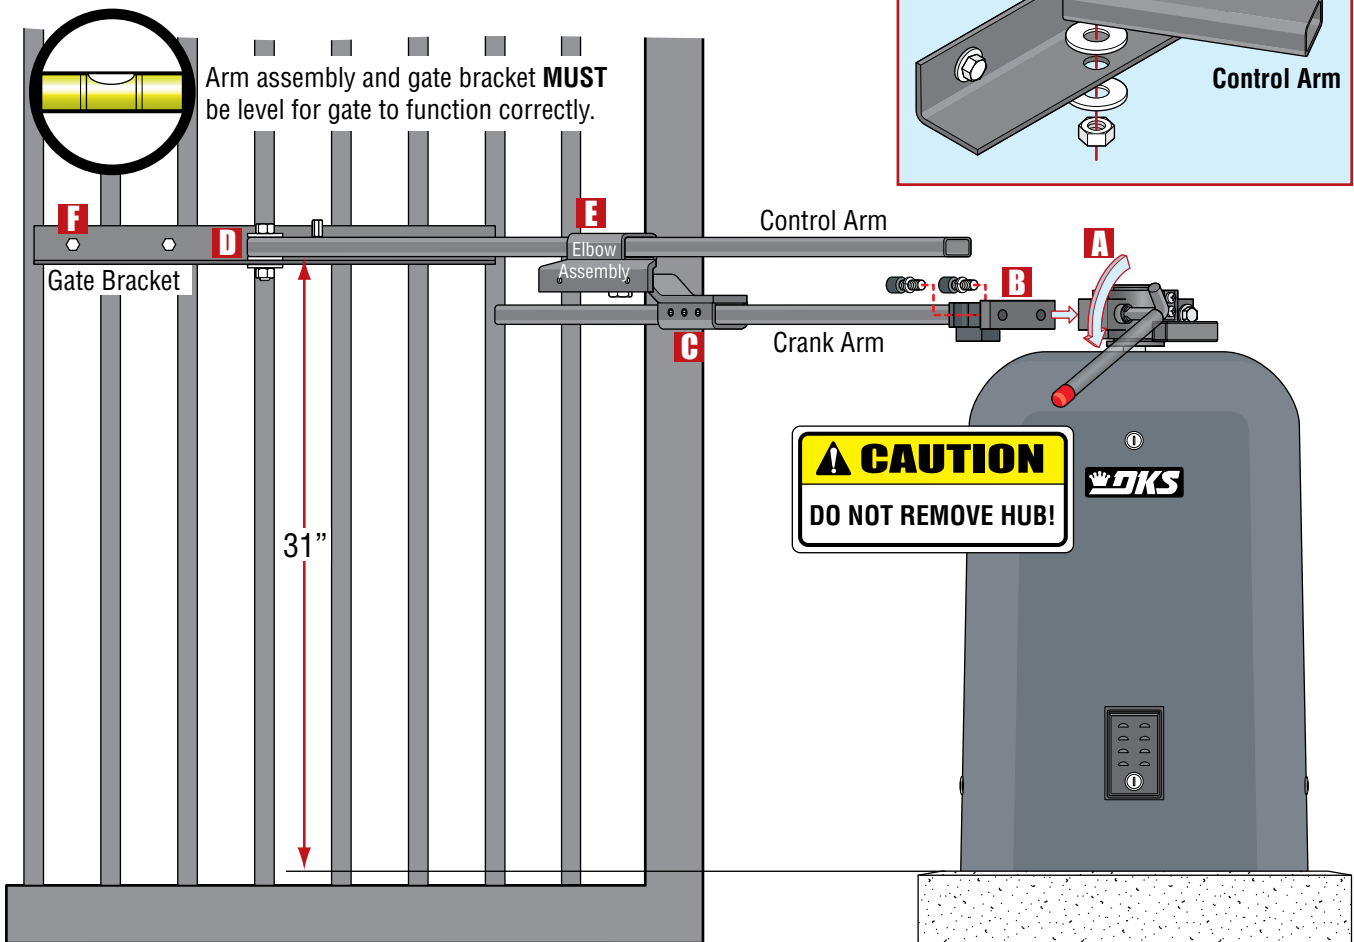 Control Arm
Arm assembly and gate bracket MUST
be level for gate to function correctly.
F
D
E
Control Arm
A
Elbow
Assembly
Gate Bracket
B
C
Crank Arm
CAUTION
DO NOT REMOVE HUB!
DKS
31”